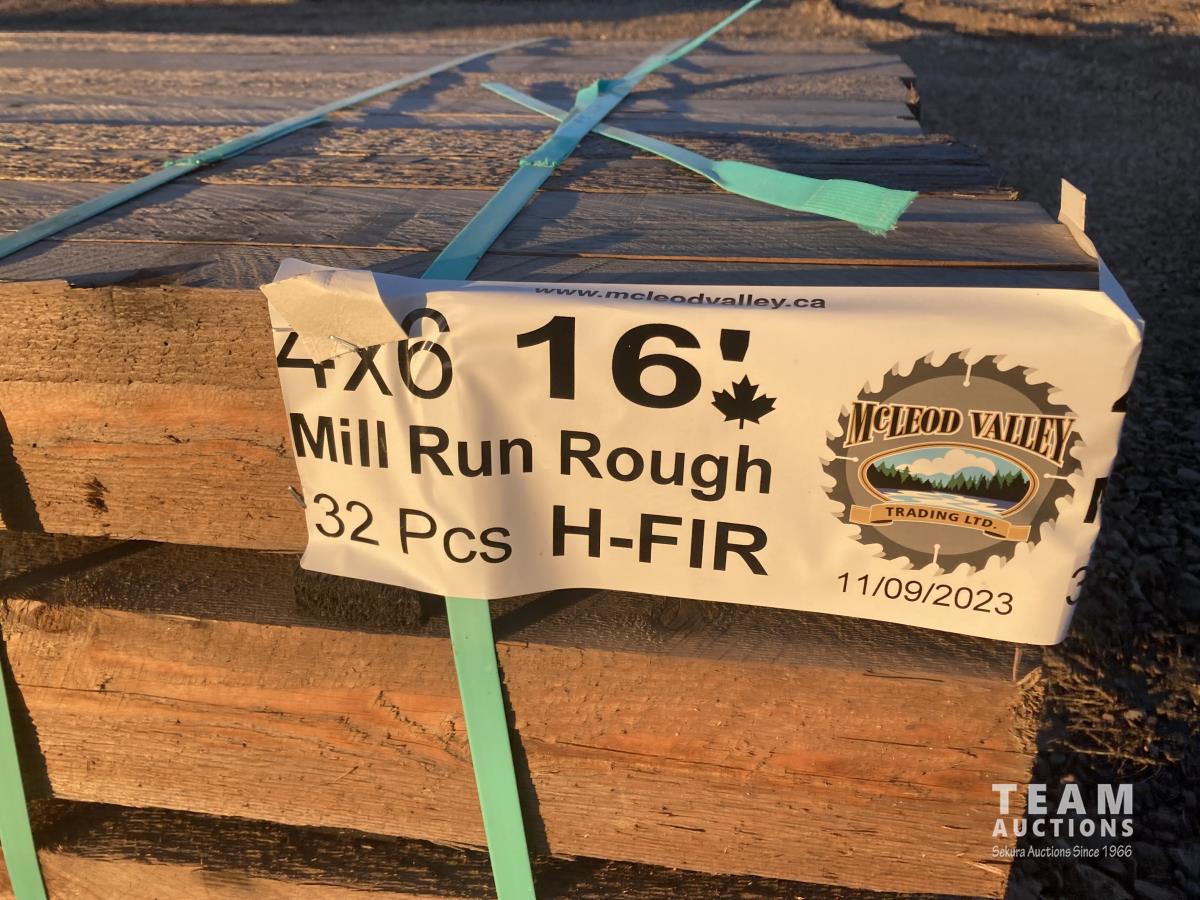 www.mcleodvalley.ca
4x6 16'
Mill Run Rough
32 Pcs H-FIR
McLEOD VALLEY
TRADING LTD.
11/09/2023
TEAM
AUCTIONS
Sekura Auctions Since 1966